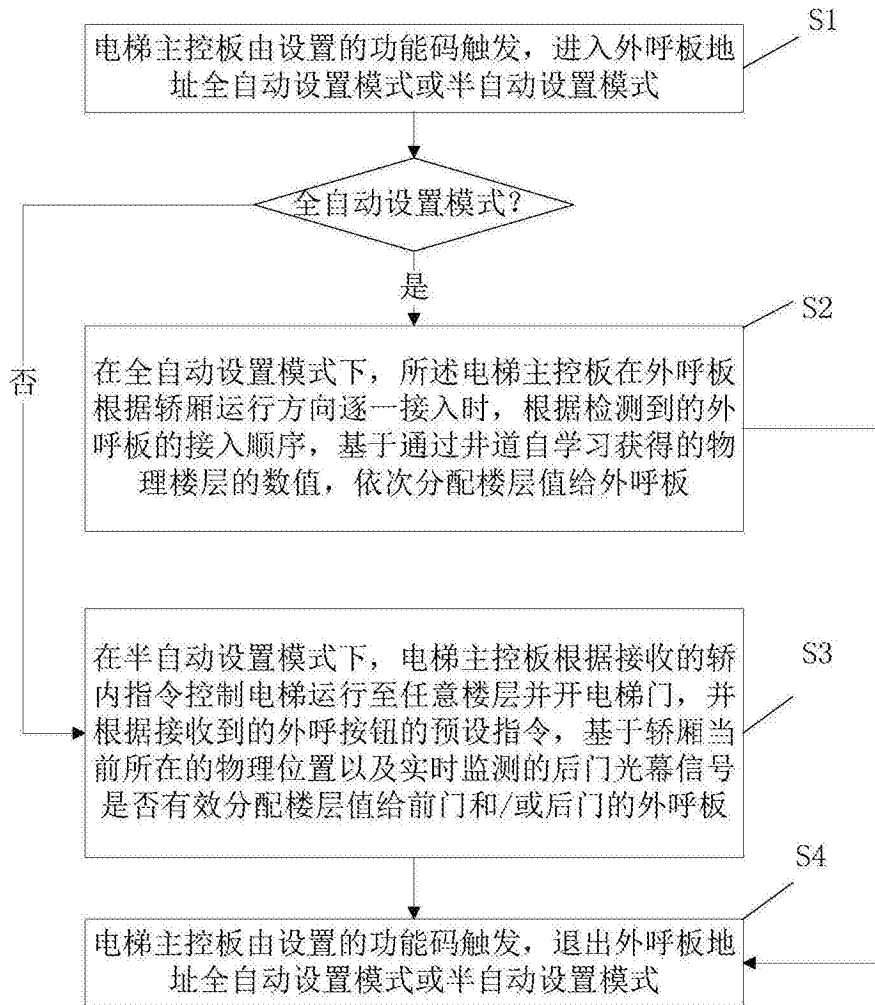 S1
电梯主控板由设置的功能码触发，进入外呼板地
址全自动设置模式或半自动设置模式
全自动设置模式？
是
否
S2
在全自动设置模式下，所述电梯主控板在外呼板
根据轿厢运行方向逐一接入时，根据检测到的外
呼板的接入顺序，基于通过井道自学习获得的物
理楼层的数值，依次分配楼层值给外呼板
S3
在半自动设置模式下，电梯主控板根据接收的轿
内指令控制电梯运行至任意楼层并开电梯门，并
根据接收到的外呼按钮的预设指令，基于轿厢当
前所在的物理位置以及实时监测的后门光幕信号
是否有效分配楼层值给前门和/或后门的外呼板
S4
电梯主控板由设置的功能码触发，退出外呼板地
址全自动设置模式或半自动设置模式